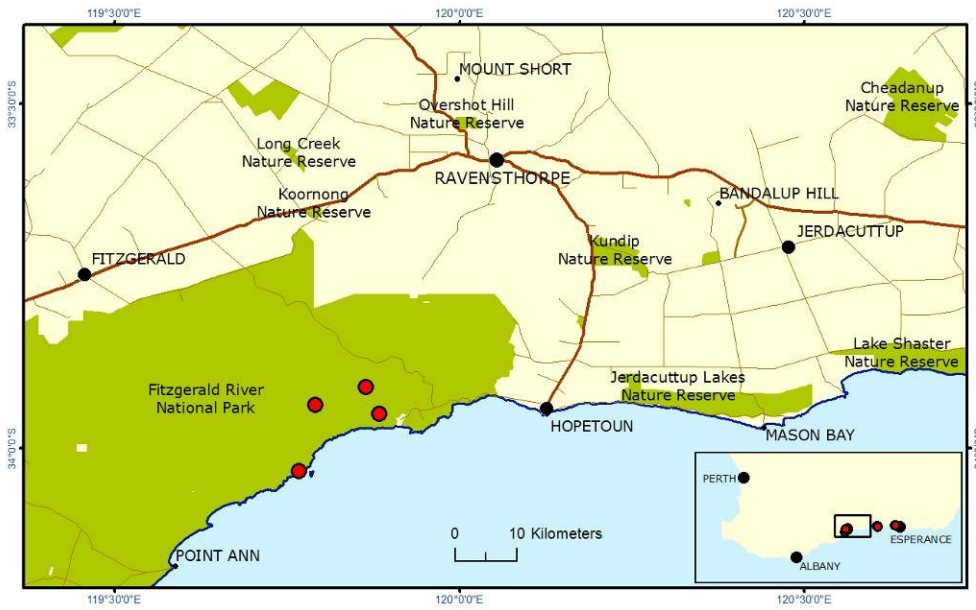 119°30'0"E
120°0'0"E
120°30'0"E
MOUNT SHORT
Cheadanup
Nature Reserve
33°30'0"S
Overshot Hill
Nature Reserve
Long Creek
Nature Reserve
RAVENSTHORPE
Koornong
Nature Reserve
BANDALUP HILL
JERDACUTTUP
Kundip
Nature Reserve
FITZGERALD
Lake Shaster
Nature Reserve
Fitzgerald River
National Park
Jerdacuttup Lakes
Nature Reserve
HOPETOUN
MASON BAY
34°0'0"S
PERTH
ESPERANCE
ALBANY
0 10 Kilometers
POINT ANN
119°30'0"E
120°0'0"E
120°30'0"E